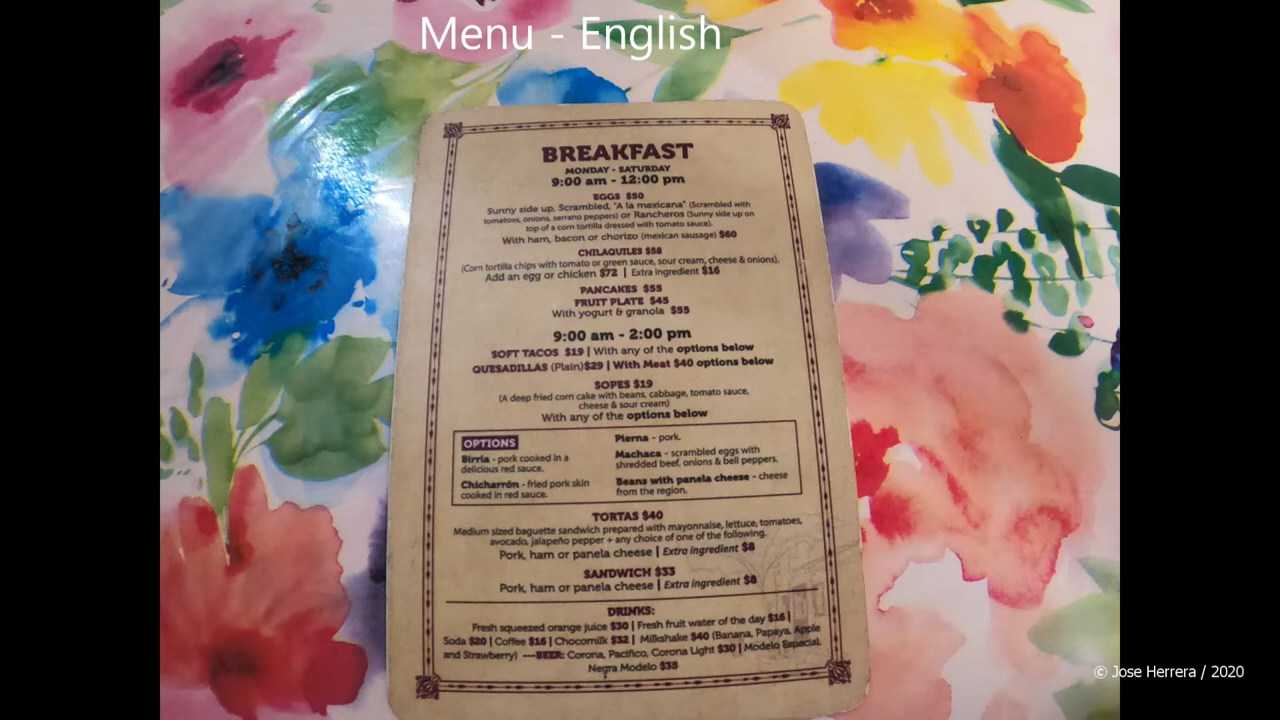 Menu - English
BREAKFAST
MONDAY - SATURDAY
9:00 am - 12:00 pm
EGGS $50
Sunny side up, Scrambled, "A la mexicana" (Scrambled with
tomatoes, onions, serrano peppers) or Rancheros (Sunny side up on
top of a corn tortilla dressed with tomato sauce).
With ham, bacon or chorizo (mexican sausage) $60
CHILAQUILES $58
(Corn tortilla chips with tomato or green sauce, sour cream, cheese & onions).
Add an egg or chicken $72 | Extra ingredient $16
PANCAKES $55
FRUIT PLATE $45
With yogurt & granola $55
9:00 am - 2:00 pm
SOFT TACOS $19 | With any of the options below
QUESADILLAS (Plain)$29 | With Meat $40 options below
SOPES $19
(A deep fried corn cake with beans, cabbage, tomato sauce,
cheese & sour cream)
With any of the options below
OPTIONS
Birria - pork cooked in a
delicious red sauce.
Chicharrón - fried pork skin
cooked in red sauce.
Pierna - pork.
Machaca - scrambled eggs with
shredded beef, onions & bell peppers.
Beans with panela cheese - cheese
from the region.
TORTAS $40
Medium sized baguette sandwich prepared with mayonnaise, lettuce, tomatoes,
avocado, jalapeño pepper + any choice of one of the following.
Pork, ham or panela cheese | Extra ingredient $8
SANDWICH $33
Pork, ham or panela cheese | Extra ingredient $8
DRINKS:
Fresh squeezed orange juice $30 | Fresh fruit water of the day $16 |
Soda $20 | Coffee $16 | Chocomilk $32 | Milkshake $40 (Banana, Papaya, Apple
and Strawberry) ---BEER: Corona, Pacifico, Corona Light $30 | Modelo Especial,
Negra Modelo $35
© Jose Herrera / 2020